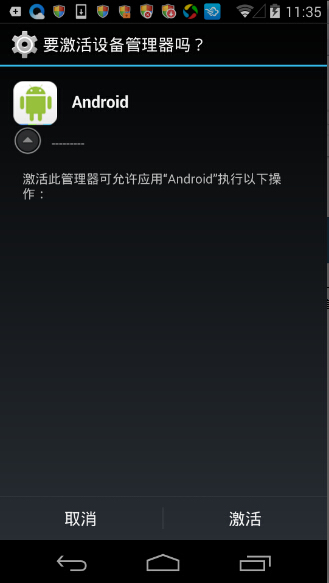 11:35
要激活设备管理器吗？
Android
---------
激活此管理器可允许应用“Android”执行以下操
作：
取消
激活